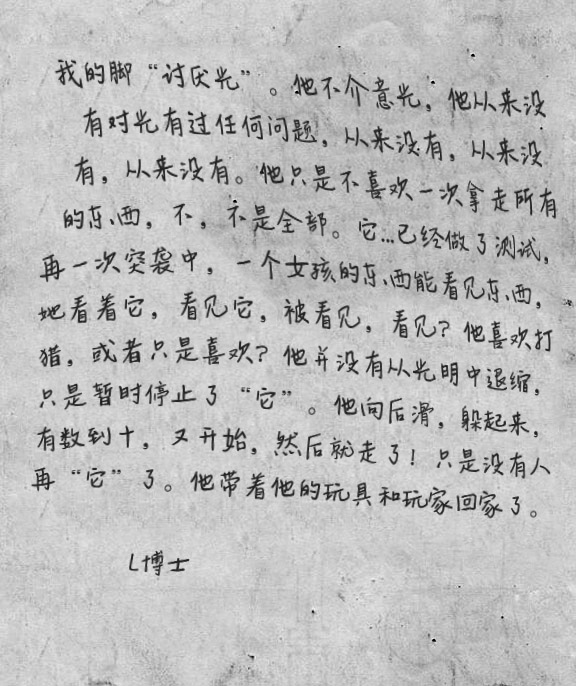 我的脚“讨厌光”。他不介意光，他从来没
有对光有过任何问题，从来没有，从来没
有，从来没有。他只是不喜欢一次拿走所有
的东西，不，不是全部。它...已经做了测试，
再一次突袭中，一个女孩的东西能看见东西，
地看着它，看见它，被看见，看见？他喜欢打
猎，或者只是喜欢？他并没有从光明中退缩，
只是暂时停止了“它”。他向后滑，躲起来，
有数到十，又开始，然后就走了！只是没有人
再“它”了。他带着他的玩具和玩家回家了。
L博士